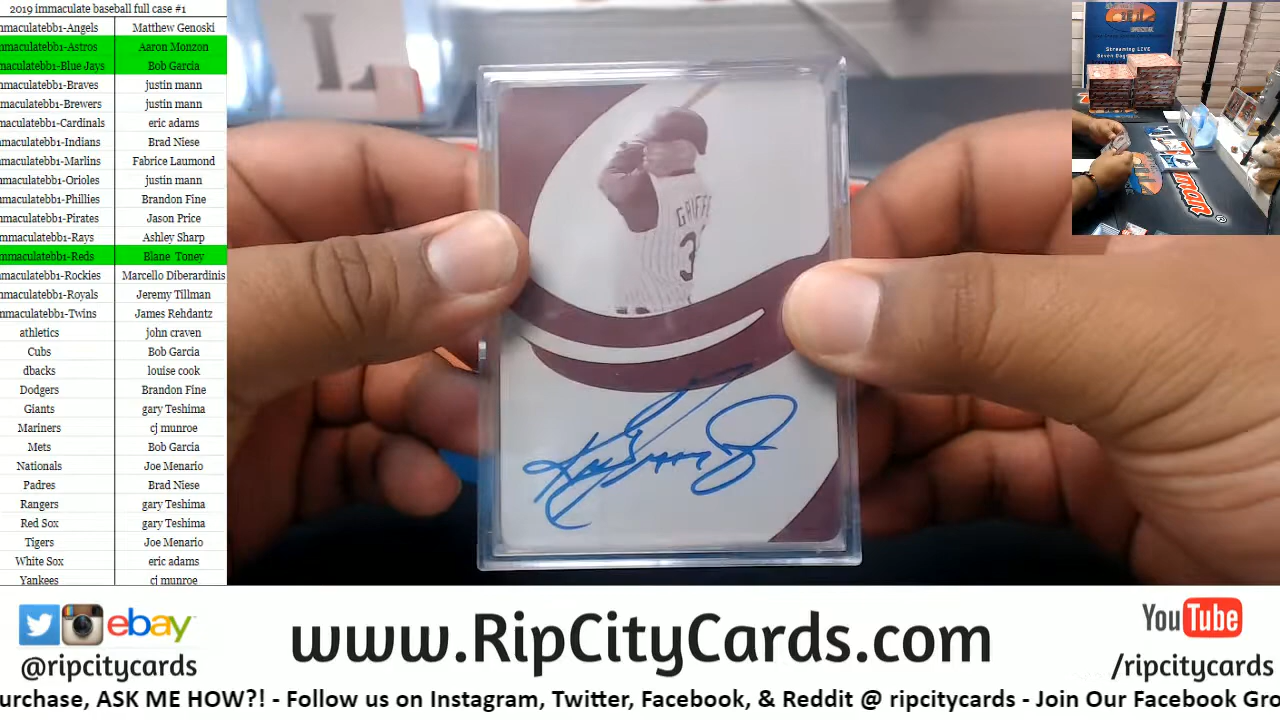 2019 immaculate baseball full case #1
mmaculatebb1-Angels Matthew Genoski
mmaculatebb1-Astros Aaron Monzon
mmaculatebb1-Blue Jays Bob Garcia
mmaculatebb1-Braves justin mann
mmaculatebb1-Brewers justin mann
maculatebb1-Cardinals eric adams
mmaculatebb1-Indians Brad Niese
mmaculatebb1-Marlins Fabrice Laumond
mmaculatebb1-Orioles justin mann
mmaculatebb1-Phillies Brandon Fine
mmaculatebb1-Pirates Jason Price
mmaculatebb1-Rays Ashley Sharp
mmaculatebb1-Reds Blane Toney
mmaculatebb1-Rockies Marcello Diberardinis
mmaculatebb1-Royals Jeremy Tillman
mmaculatebb1-Twins James Rehdantz
athletics john craven
Cubs Bob Garcia
dbacks louise cook
Dodgers Brandon Fine
Giants gary Teshima
Mariners cj munroe
Mets Bob Garcia
Nationals Joe Menario
Padres Brad Niese
Rangers gary Teshima
Red Sox gary Teshima
Tigers Joe Menario
White Sox eric adams
Yankees cj munroe
GRIFF
3
Streaming LIVE
ebay
@ripcitycards
www.RipCityCards.com
YouTube
/ripcitycards
urchase, ASK ME HOW?! - Follow us on Instagram, Twitter, Facebook, & Reddit @ ripcitycards - Join Our Facebook Gro